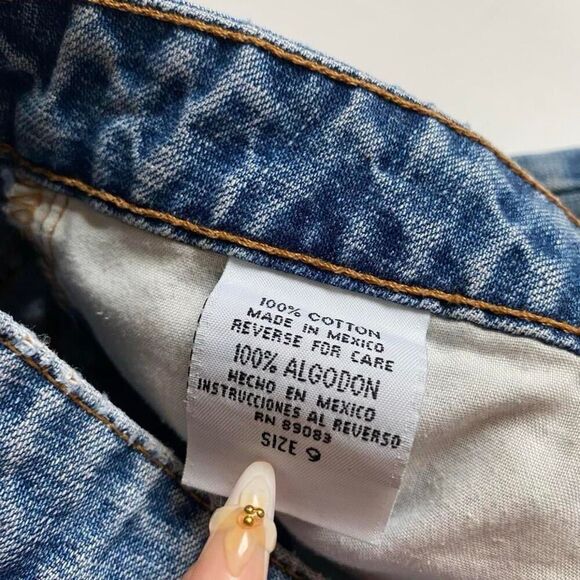 100% COTTON
MADE IN MEXICO
REVERSE FOR CARE
100% ALGODON
HECHO EN MEXICO
INSTRUCCIONES AL REVERSO
RN 89083
SIZE 9